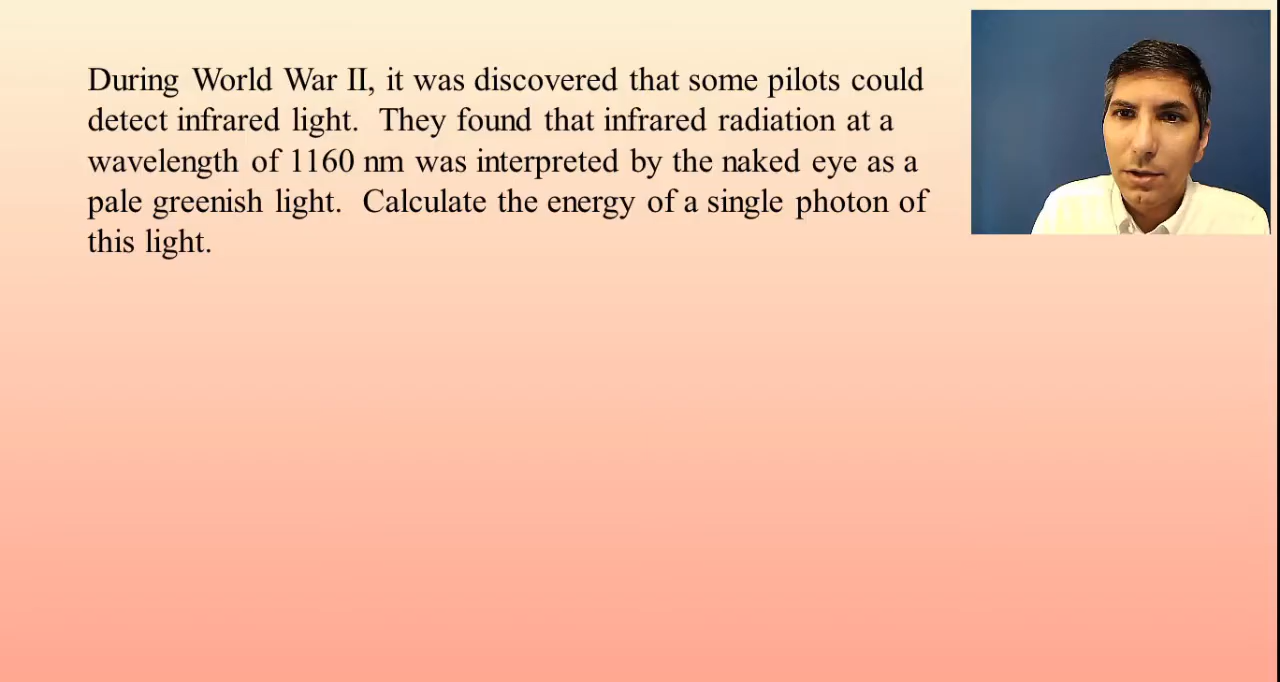 During World War II, it was discovered that some pilots could
detect infrared light. They found that infrared radiation at a
wavelength of 1160 nm was interpreted by the naked eye as a
pale greenish light. Calculate the energy of a single photon of
this light.